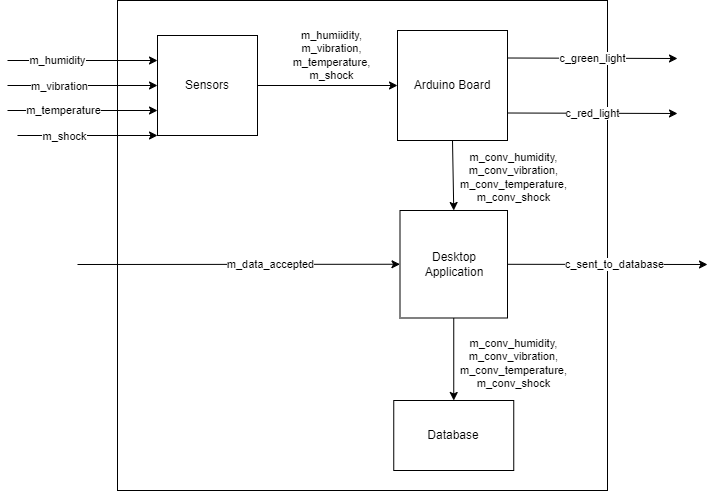 m_humidity
m_vibration
m_temperature
m_shock
Sensors
m_humiidty,
m_vibration,
m_temperature,
m_shock
Arduino Board
c_green_light
c_red_light
m_conv_humidity,
m_conv_vibration,
m_conv_temperature,
m_conv_shock
m_data_accepted
Desktop
Application
c_sent_to_database
m_conv_humidity,
m_conv_vibration,
m_conv_temperature,
m_conv_shock
Database